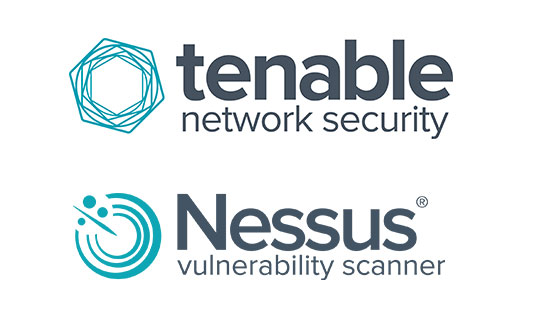 tenable
network security
Nessus®
vulnerability scanner